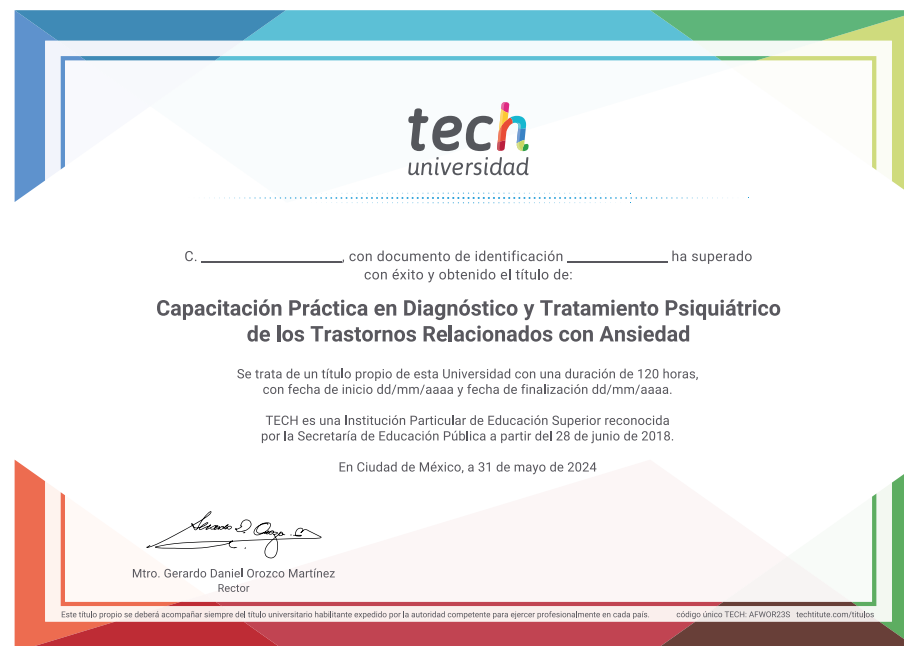 tech
universidad
C. ____________, con documento de identificación ____________ ha superado
con éxito y obtenido el título de:
Capacitación Práctica en Diagnóstico y Tratamiento Psiquiátrico
de los Trastornos Relacionados con Ansiedad
Se trata de un título propio de esta Universidad con una duración de 120 horas,
con fecha de inicio dd/mm/aaaa y fecha de finalización dd/mm/aaaa.
TECH es una Institución Particular de Educación Superior reconocida
por la Secretaría de Educación Pública a partir del 28 de junio de 2018.
En Ciudad de México, a 31 de mayo de 2024
Mtro. Gerardo Daniel Orozco Martínez
Rector
Este título propio se deberá acompañar siempre del título universitario habilitante expedido por la autoridad competente para ejercer profesionalmente en cada país. código único TECH: AFWOR23S techtitute.com/titulos